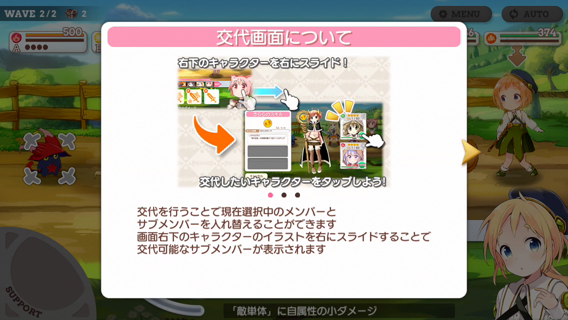 WAVE 2/2
2
MENU
AUTO
500
374
交代画面について
右下のキャラクターを右にスライド！
交代したいキャラクターをタップしよう!
交代を行うことで現在選択中のメンバーと
サブメンバーを入れ替えることができます
画面右下のキャラクターのイラストを右にスライドすることで
交代可能なサブメンバーが表示されます
SUPPORT
「敵単体」に自属性の小ダメージ